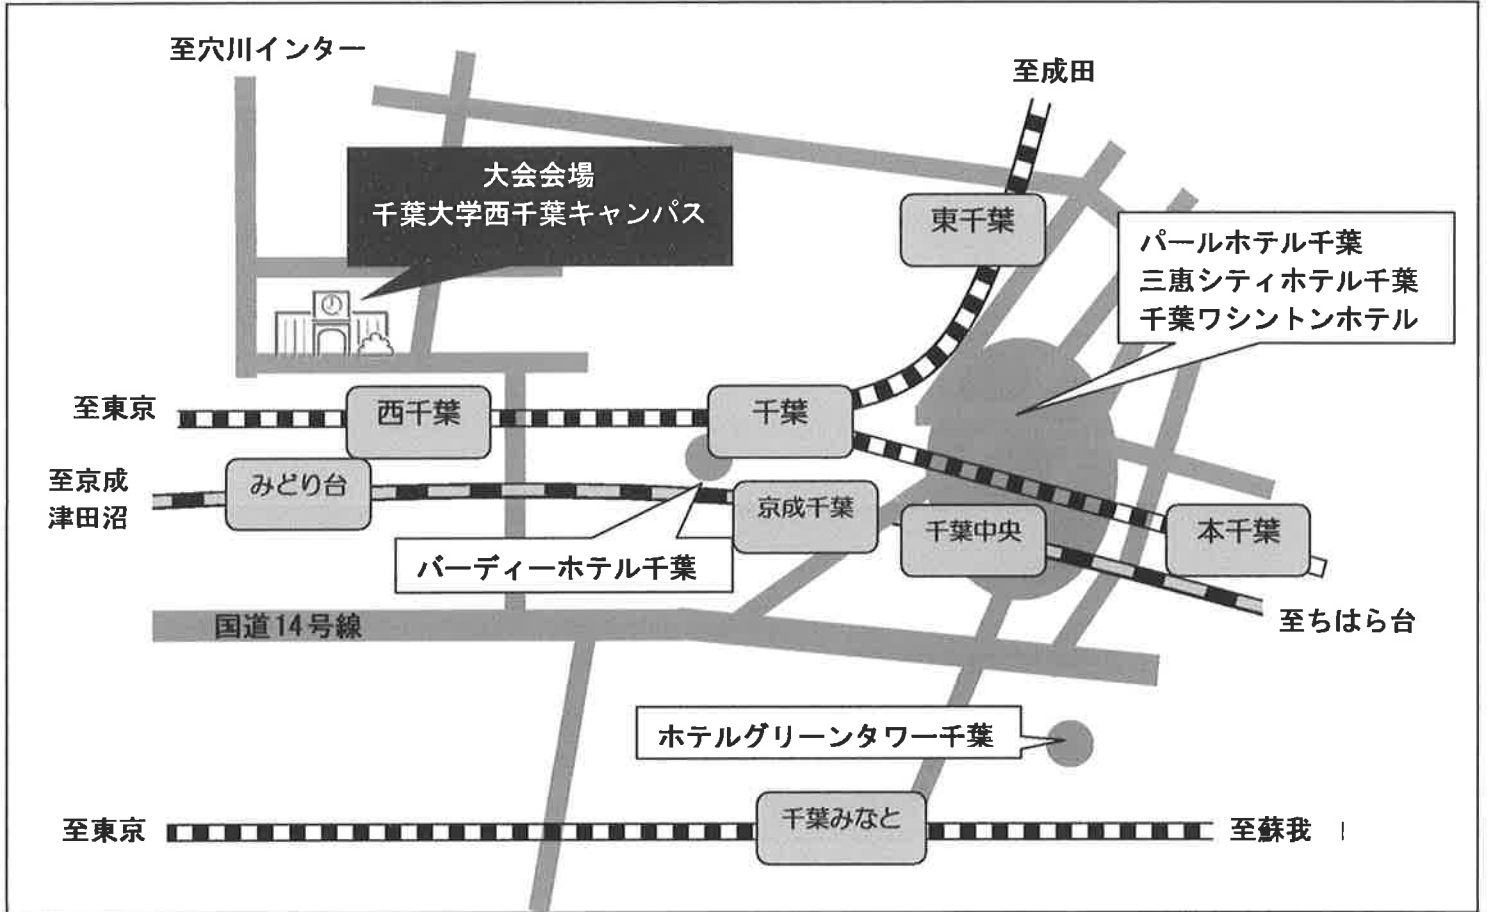 至穴川インター
至成田
大会会場
千葉大学西千葉キャンパス
東千葉
パールホテル千葉
三恵シティホテル千葉
千葉ワシントンホテル
至東京
西千葉
千葉
至京成
津田沼
みどり台
京成千葉
千葉中央
本千葉
バーディーホテル千葉
国道14号線
至ちはら台
ホテルグリーンタワー千葉
至東京
千葉みなと
至蘇我